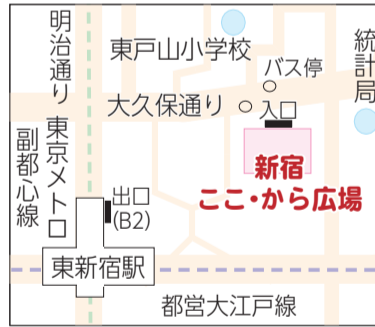 明治通り
東京メトロ
副都心線
東戸山小学校
バス停
統計局
大久保通り
入口
新宿
ここ・から広場
出口
(B2)
東新宿駅
都営大江戸線